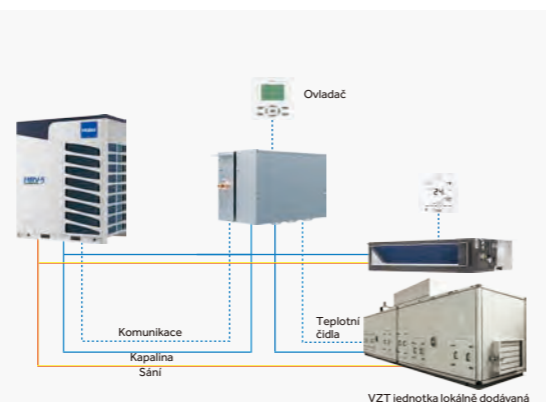 Ovladač
Komunikace
Teplotní
čidla
Kapalina
Sání
VZT jednotka lokálně dodávaná